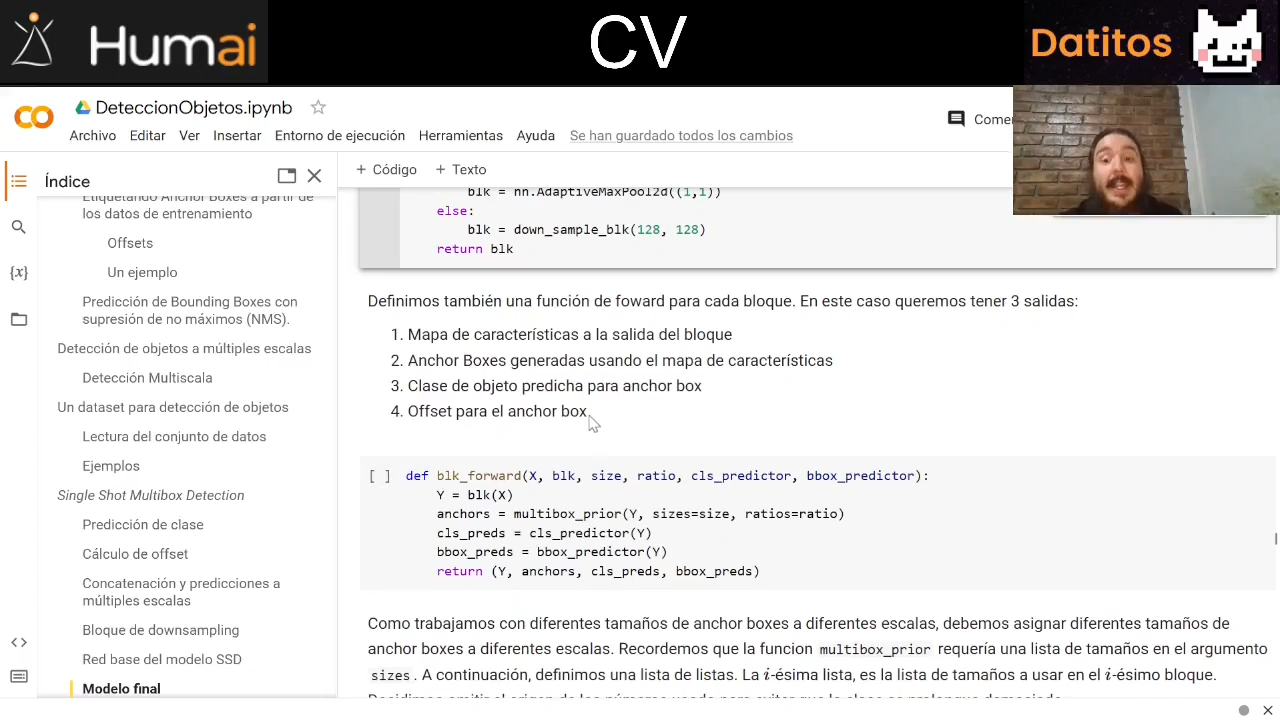 Humai
CV
Datitos
DeteccionObjetos.ipynb
Archivo Editar Ver Insertar Entorno de ejecución Herramientas Ayuda Se han guardado todos los cambios
Índice
+ Código + Texto
Etiquetando Anchor Boxes a partir de
los datos de entrenamiento
Offsets
Un ejemplo
Predicción de Bounding Boxes con
supresión de no máximos (NMS).
Detección de objetos a múltiples escalas
Detección Multiscala
Un dataset para detección de objetos
Lectura del conjunto de datos
Ejemplos
Single Shot Multibox Detection
Predicción de clase
Cálculo de offset
Concatenación y predicciones a
múltiples escalas
Bloque de downsampling
Red base del modelo SSD
Modelo final
blk = nn.AdaptiveMaxPool2d((1,1))
else:
blk = down_sample_blk(128, 128)
return blk
Definimos también una función de foward para cada bloque. En este caso queremos tener 3 salidas:
1. Mapa de características a la salida del bloque
2. Anchor Boxes generadas usando el mapa de características
3. Clase de objeto predicha para anchor box
4. Offset para el anchor box
[ ] def blk_forward(X, blk, size, ratio, cls_predictor, bbox_predictor):
Y = blk(X)
anchors = multibox_prior(Y, sizes=size, ratios=ratio)
cls_preds = cls_predictor(Y)
bbox_preds = bbox_predictor(Y)
return (Y, anchors, cls_preds, bbox_preds)
Como trabajamos con diferentes tamaños de anchor boxes a diferentes escalas, debemos asignar diferentes tamaños de
anchor boxes a diferentes escalas. Recordemos que la funcion multibox_prior requería una lista de tamaños en el argumento
sizes. A continuación, definimos una lista de listas. La i-ésima lista, es la lista de tamaños a usar en el i-ésimo bloque.